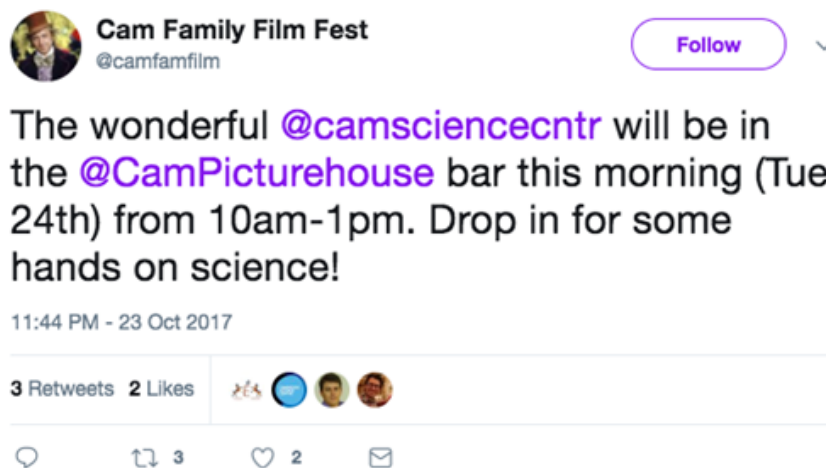 Cam Family Film Fest
@camfamfilm
Follow
The wonderful @camsciencecntr will be in
the @CamPicturehouse bar this morning (Tue
24th) from 10am-1pm. Drop in for some
hands on science!
11:44 PM - 23 Oct 2017
3 Retweets 2 Likes
3 2